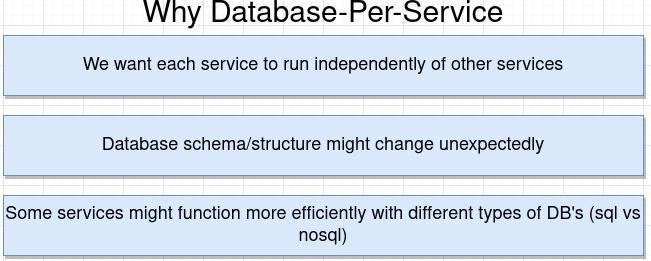 Why Database-Per-Service
We want each service to run independently of other services
Database schema/structure might change unexpectedly
Some services might function more efficiently with different types of DB's (sql vs
nosql)